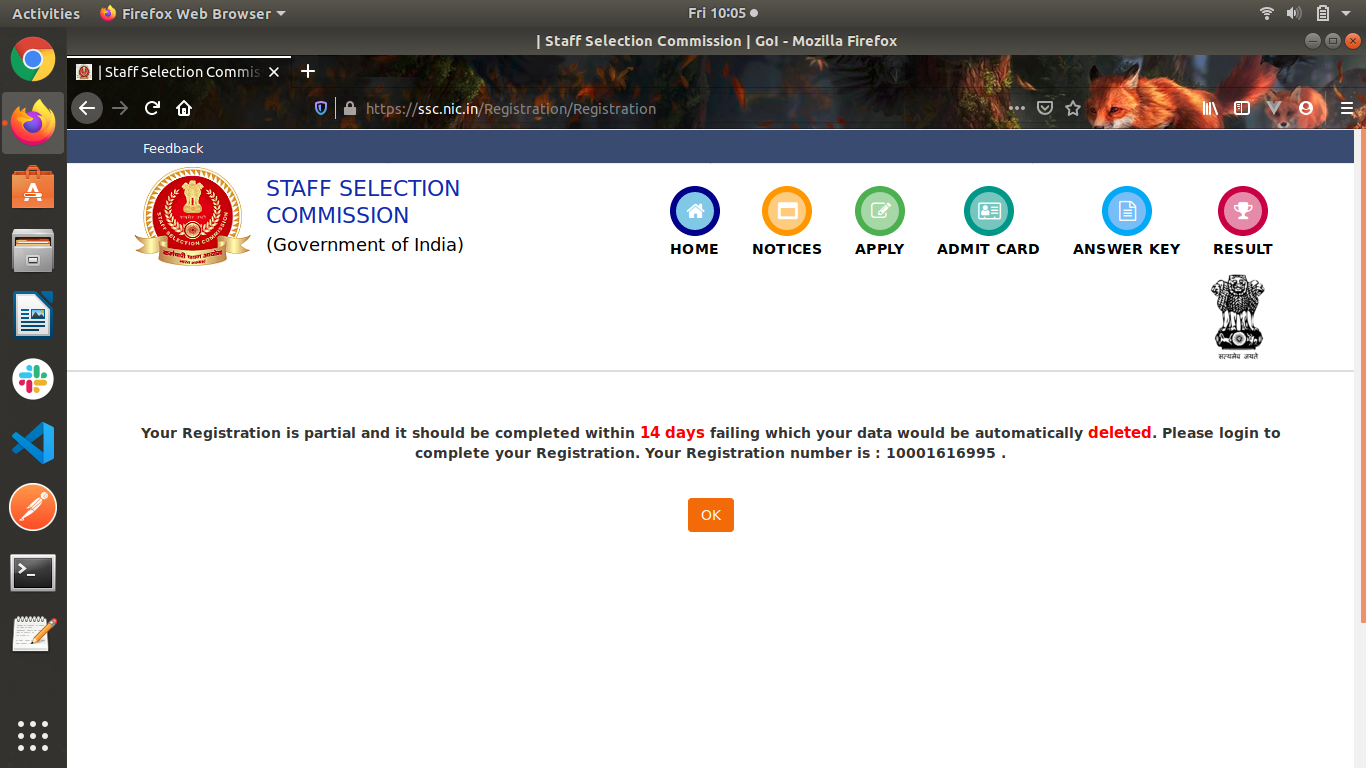 Activities
Firefox Web Browser
Fri 10:05
| Staff Selection Commission | GoI - Mozilla Firefox
| Staff Selection Commis
https://ssc.nic.in/Registration/Registration
Feedback
STAFF SELECTION
COMMISSION
(Government of India)
HOME
NOTICES
APPLY
ADMIT CARD
ANSWER KEY
RESULT
सत्यमेव जयते
Your Registration is partial and it should be completed within 14 days failing which your data would be automatically deleted. Please login to
complete your Registration. Your Registration number is : 10001616995 .
OK